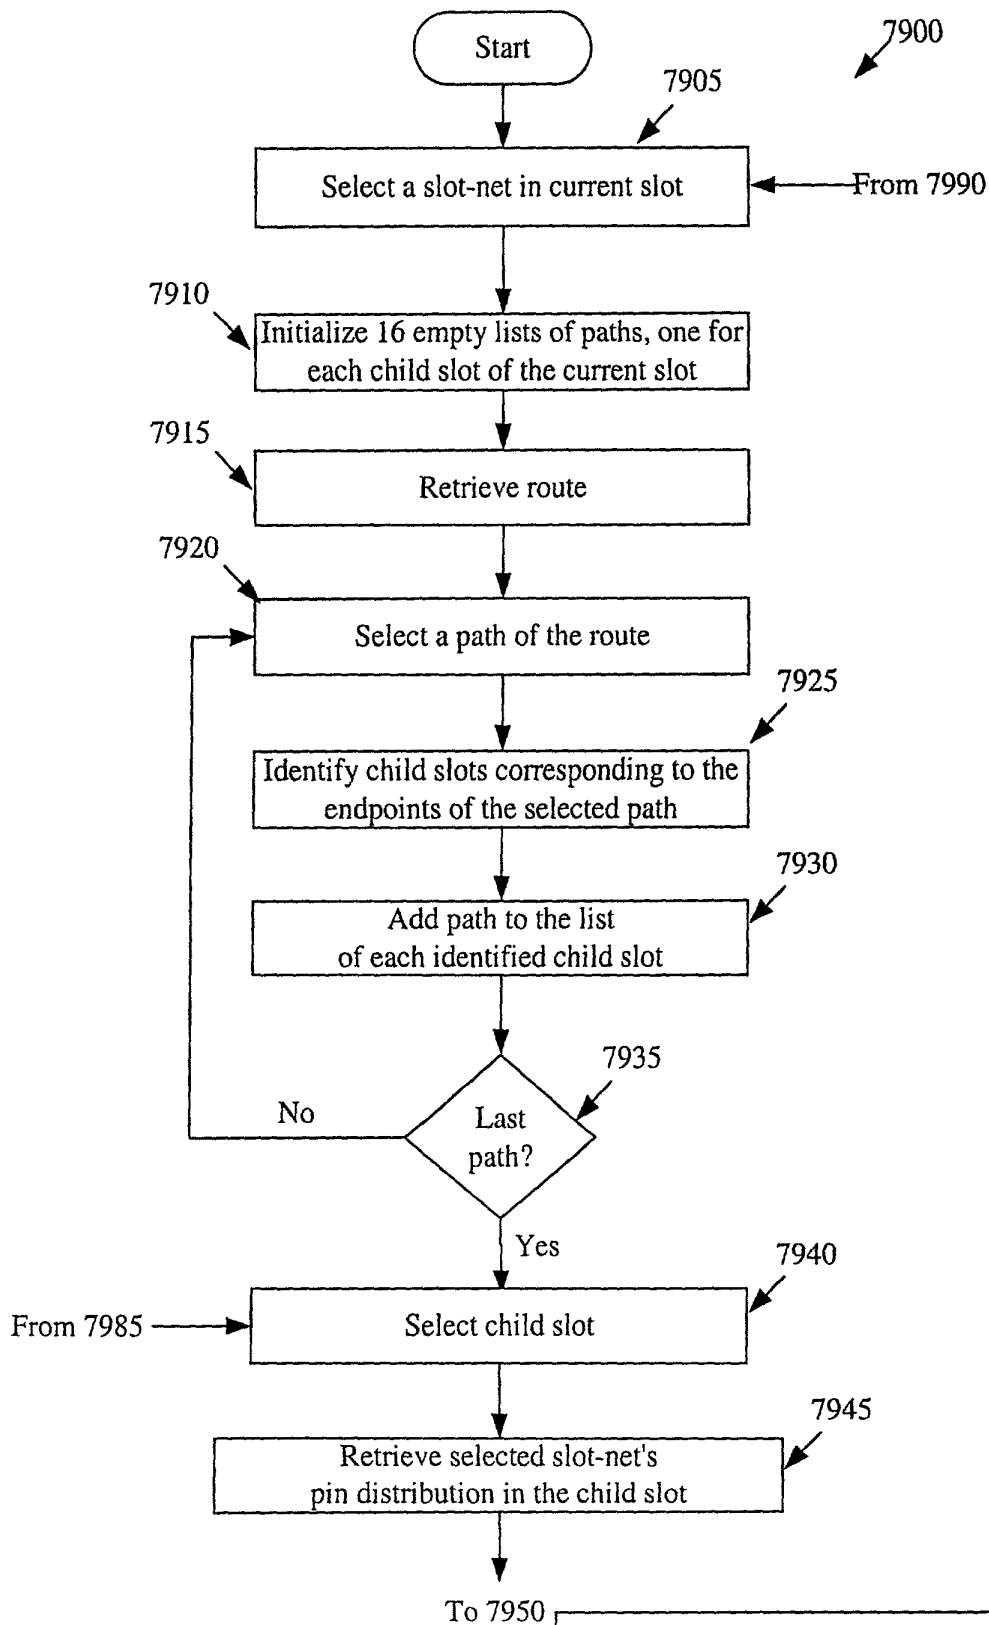 Start
7900
7905
Select a slot-net in current slot
From 7990
7910
Initialize 16 empty lists of paths, one for
each child slot of the current slot
7915
Retrieve route
7920
Select a path of the route
7925
Identify child slots corresponding to the
endpoints of the selected path
7930
Add path to the list
of each identified child slot
7935
Last
path?
No
Yes
7940
From 7985
Select child slot
7945
Retrieve selected slot-net's
pin distribution in the child slot
To 7950